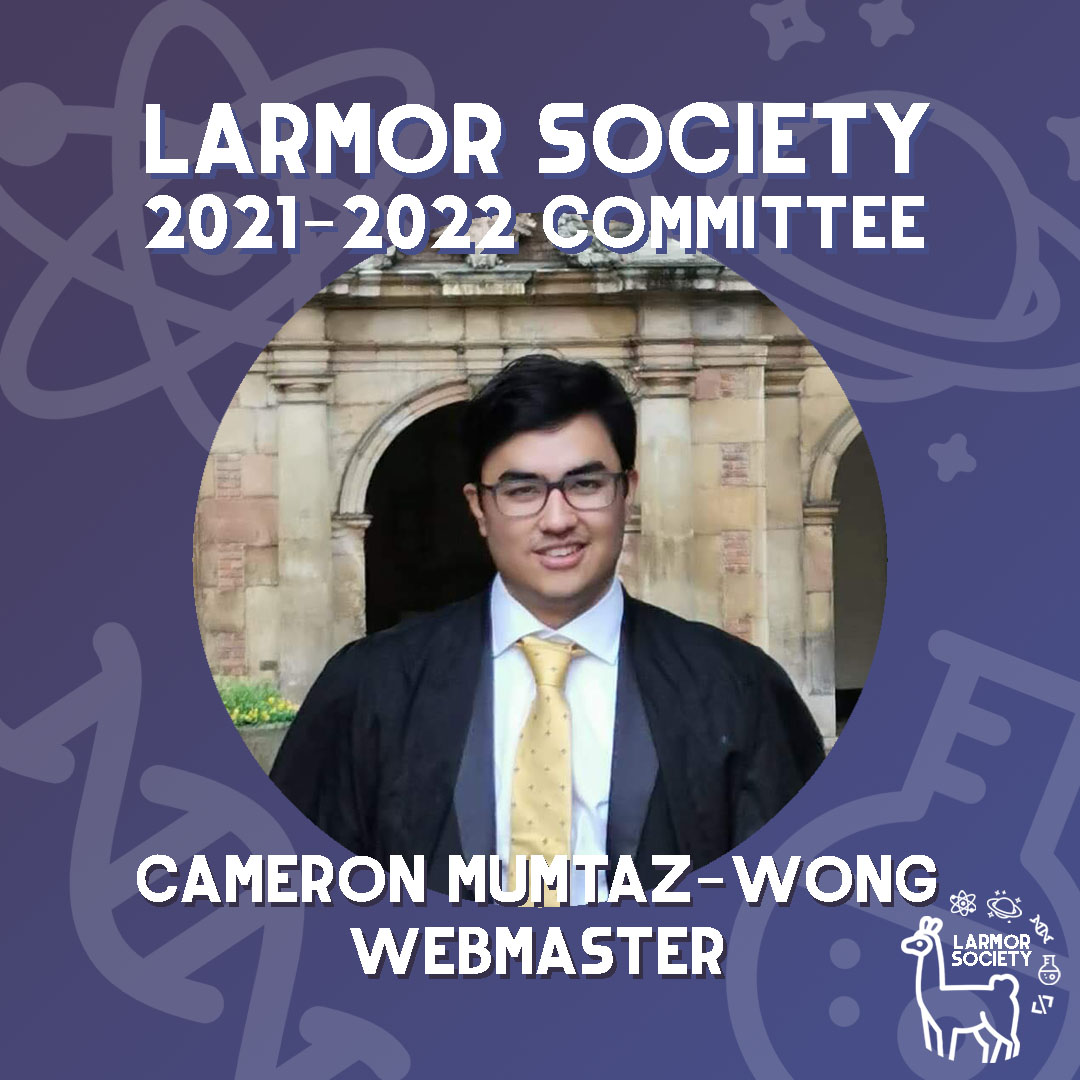 LARMOR SOCIETY
2021-2022 COMMITTEE
CAMERON MUMTAZ-WONG
WEBMASTER
LARMOR
SOCIETY